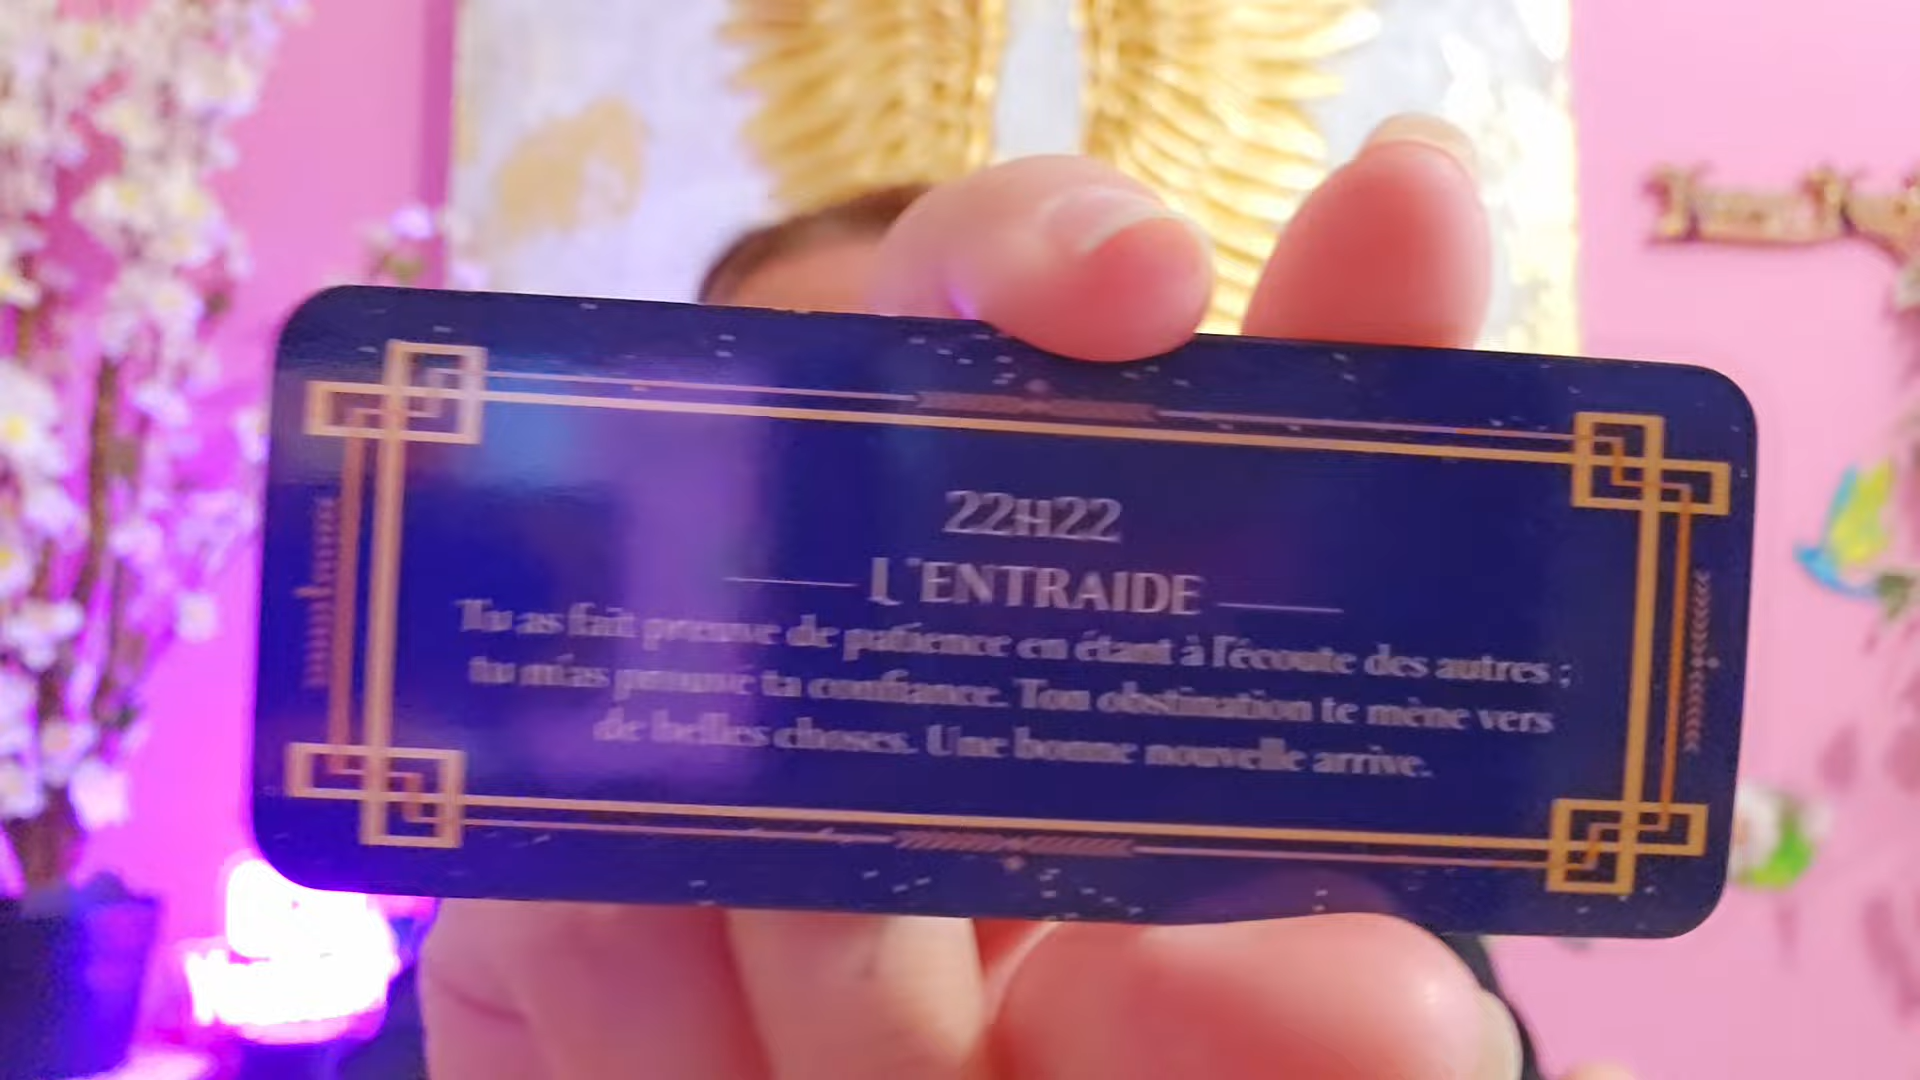 22H22
L'ENTRAIDE
Tu as fait preuve de patience en étant à l'écoute des autres ;
tu m'as prouvé ta confiance. Ton obstination te mène vers
de belles choses. Une bonne nouvelle arrive.